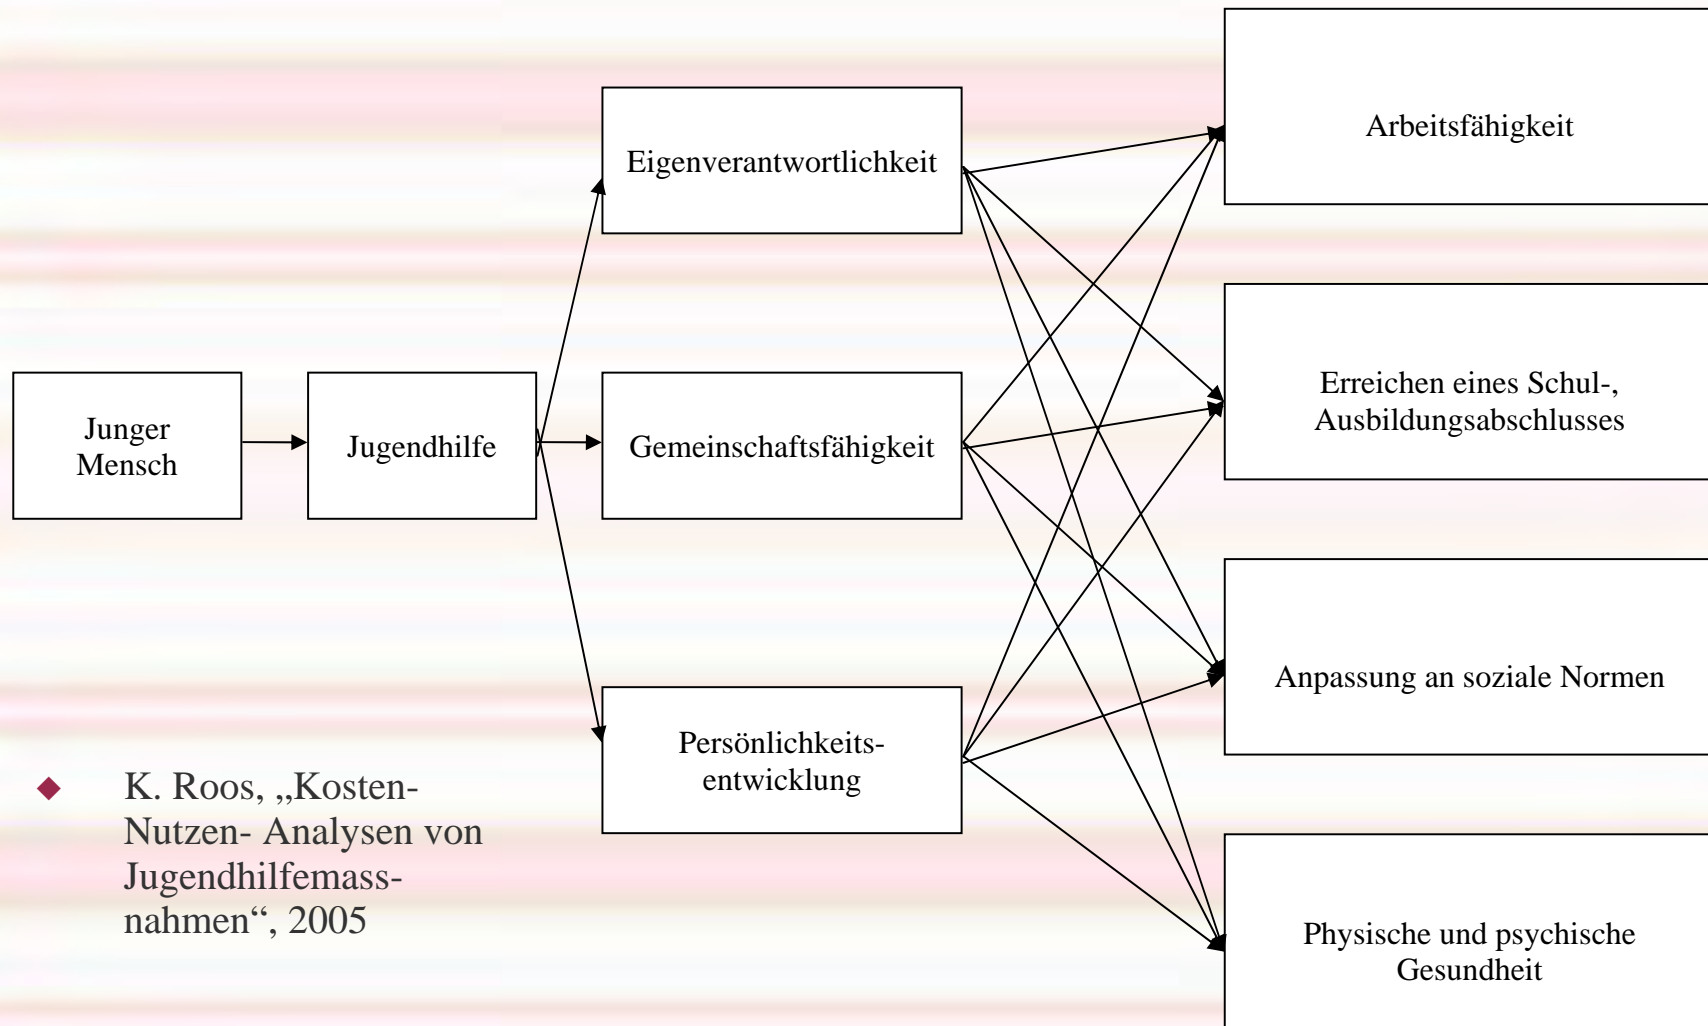 Junger
Mensch
Jugendhilfe
Eigenverantwortlichkeit
Gemeinschaftsfähigkeit
Persönlichkeits-
entwicklung
Arbeitsfähigkeit
Erreichen eines Schul-,
Ausbildungsabschlusses
Anpassung an soziale Normen
Physische und psychische
Gesundheit
K. Roos, „Kosten-
Nutzen- Analysen von
Jugendhilfemass-
nahmen“, 2005